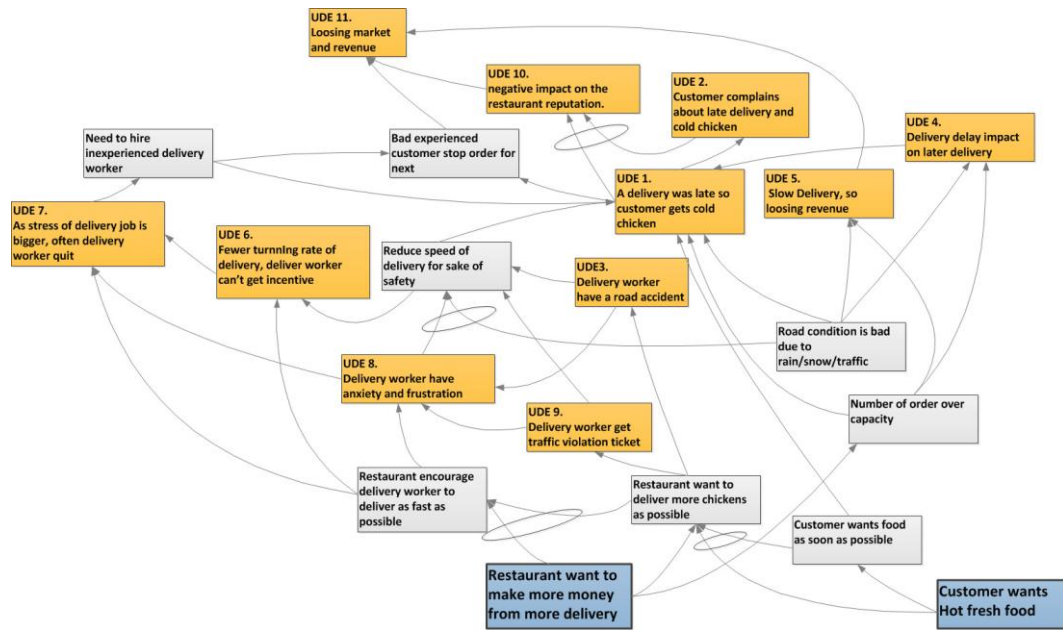 UDE 11.
Loosing market
and revenue
UDE 10.
negative impact on the
restaurant reputation.
UDE 2.
Customer complains
about late delivery and
cold chicken
UDE 4.
Delivery delay impact
on later delivery
Need to hire
inexperienced delivery
worker
Bad experienced
customer stop order for
next
UDE 1.
A delivery was late so
customer gets cold
chicken
UDE 5.
Slow Delivery, so
loosing revenue
UDE 7.
As stress of delivery job is
bigger, often delivery
worker quit
UDE 6.
Fewer turnnIng rate of
delivery, deliver worker
can't get incentive
Reduce speed of
delivery for sake of
safety
UDE3.
Delivery worker
have a road accident
Road condition is bad
due to
rain/snow/traffic
UDE 8.
Delivery worker have
anxiety and frustration
Number of order over
capacity
UDE 9.
Delivery worker get
traffic violation ticket
Restaurant encourage
delivery worker to
deliver as fast as
possible
Restaurant want to
deliver more chickens
as possible
Customer wants food
as soon as possible
Restaurant want to
make more money
from more delivery
Customer wants
Hot fresh food